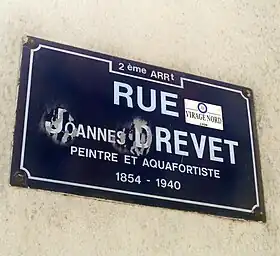 2ème ARRt
RUE
VIRAGE NORD
JOANNES DREVET
PEINTRE ET AQUAFORTISTE
1854 - 1940